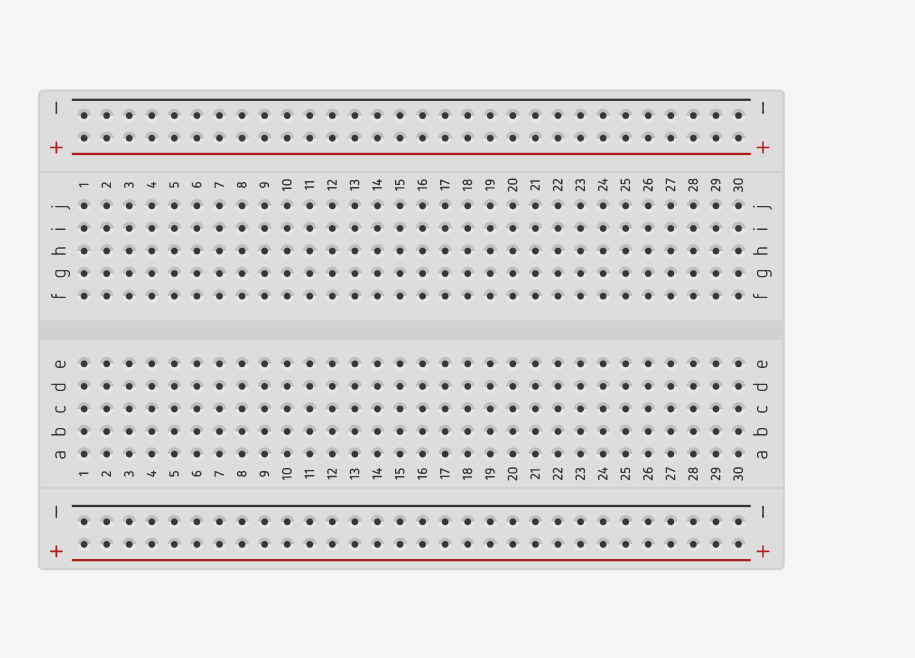 − −
+ +
1 2 3 4 5 6 7 8 9 10 11 12 13 14 15 16 17 18 19 20 21 22 23 24 25 26 27 28 29 30
j j
i i
h h
g g
f f
e e
d d
c c
b b
a a
1 2 3 4 5 6 7 8 9 10 11 12 13 14 15 16 17 18 19 20 21 22 23 24 25 26 27 28 29 30
− −
+ +